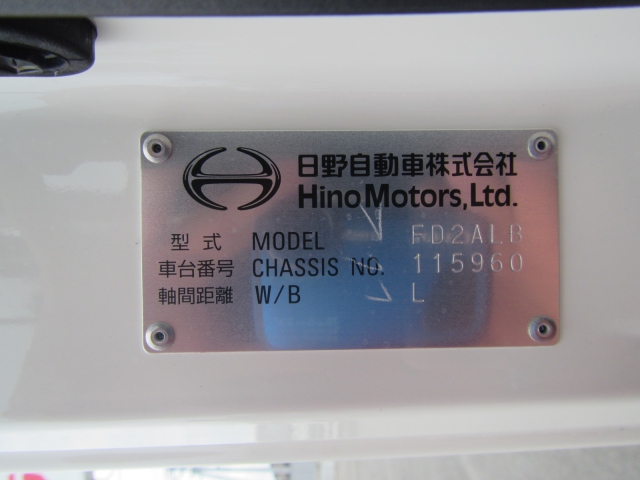 日野自動車株式会社
Hino Motors, Ltd.
型式 MODEL FD2ALB
車台番号 CHASSIS NO. 115960
軸間距離 W/B L